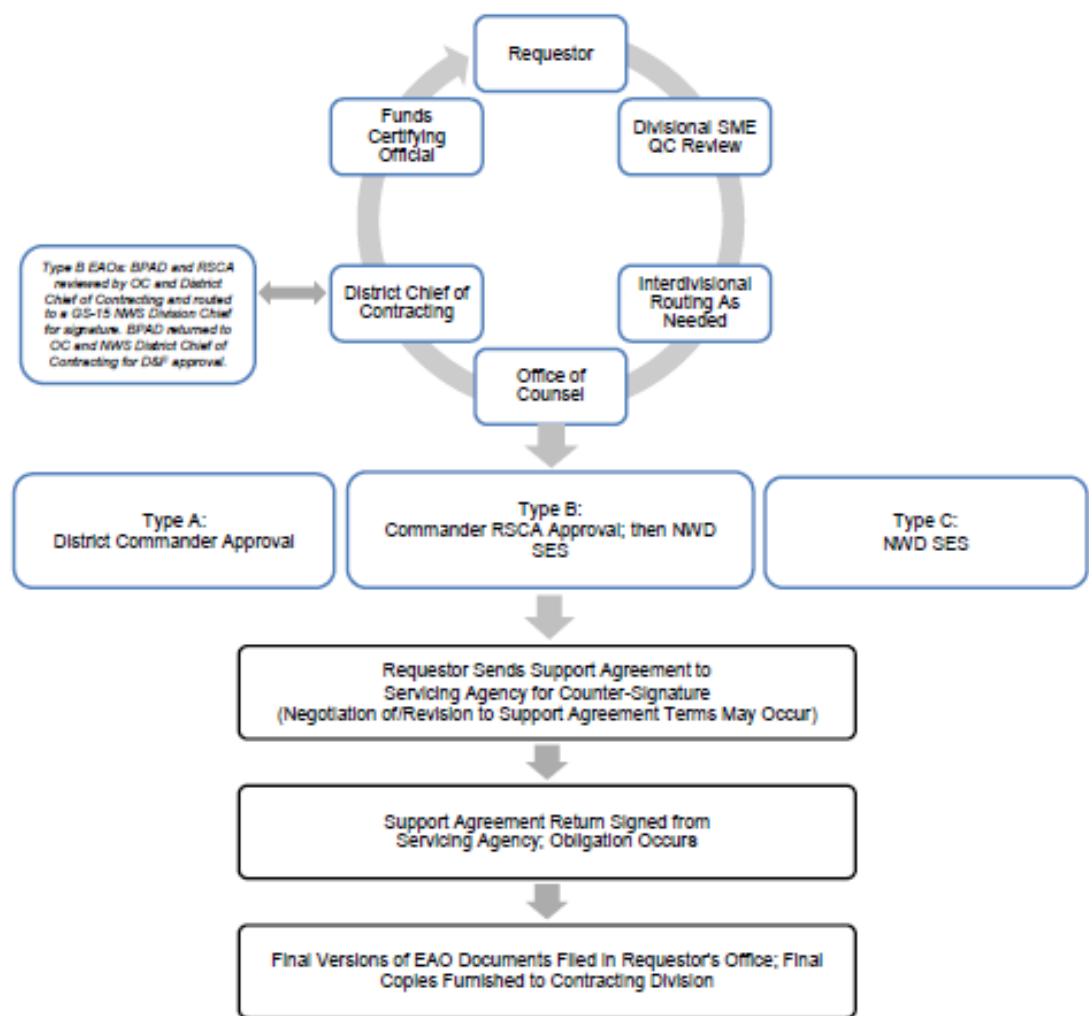 Requestor
Funds
Certifying
Official
Divisional SME
QC Review
Type B EAOs: BPAD and RSCA
reviewed by OC and District
Chief of Contracting and routed
to a GS-15 NWS Division Chief
for signature. BPAD returned to
OC and NWS District Chief of
Contracting for D&F approval.
District Chief of
Contracting
Interdivisional
Routing As
Needed
Office of
Counsel
Type A:
District Commander Approval
Type B:
Commander RSCA Approval; then NWD
SES
Type C:
NWD SES
Requestor Sends Support Agreement to
Servicing Agency for Counter-Signature
(Negotiation of/Revision to Support Agreement Terms May Occur)
Support Agreement Return Signed from
Servicing Agency; Obligation Occurs
Final Versions of EAO Documents Filed in Requestor's Office; Final
Copies Furnished to Contracting Division